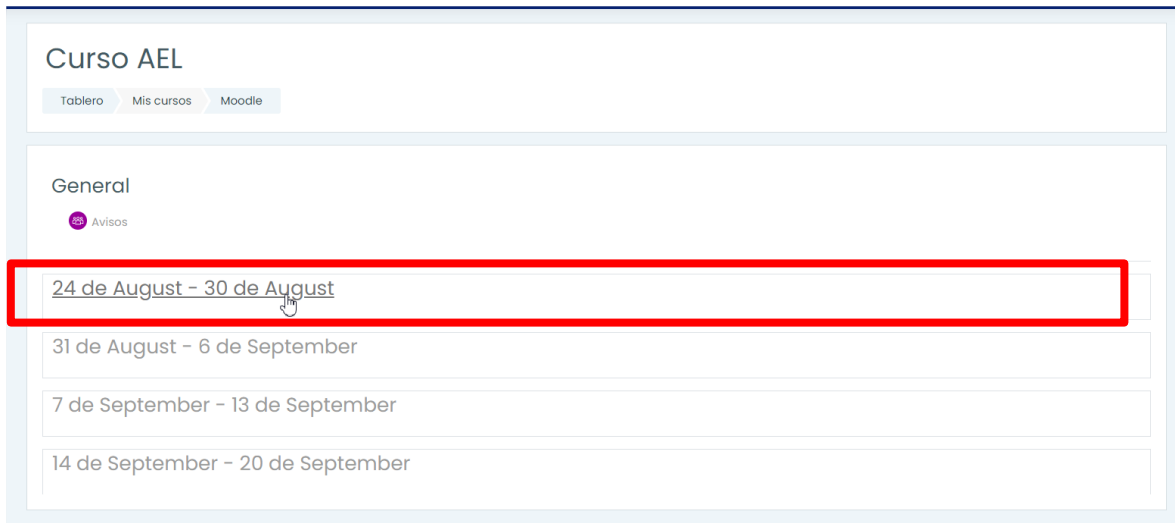 Curso AEL
Tablero Mis cursos Moodle
General
Avisos
24 de August - 30 de August
31 de August - 6 de September
7 de September - 13 de September
14 de September - 20 de September